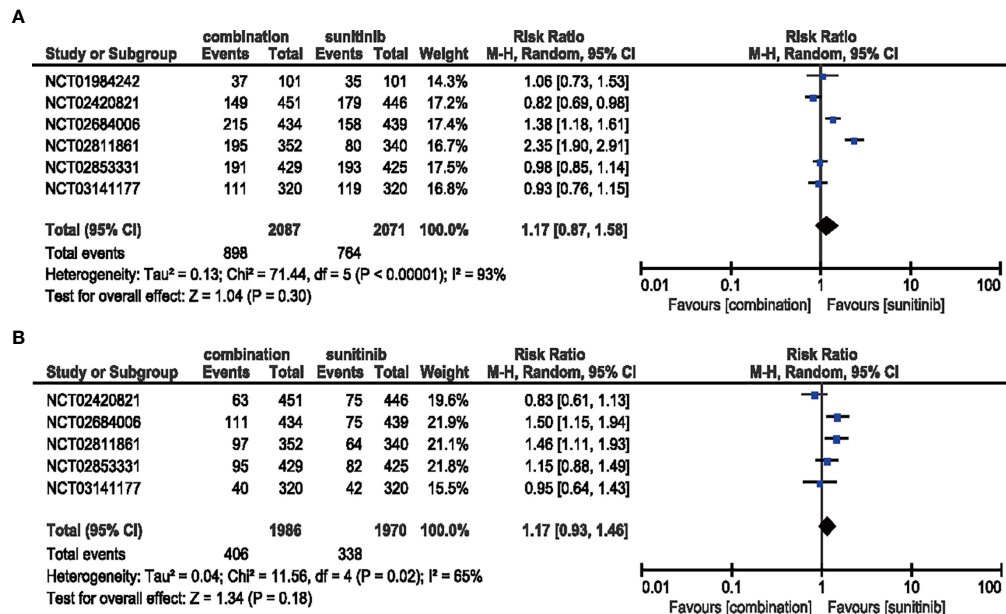 A
combination sunitinib Risk Ratio Risk Ratio
Study or Subgroup Events Total Events Total Weight M-H, Random, 95% CI M-H, Random, 95% CI
NCT01984242 37 101 35 101 14.3% 1.06 [0.73, 1.53]
NCT02420821 149 451 179 446 17.2% 0.82 [0.69, 0.98]
NCT02684006 215 434 158 439 17.4% 1.38 [1.18, 1.61]
NCT02811861 195 352 80 340 16.7% 2.35 [1.90, 2.91]
NCT02853331 191 429 193 425 17.5% 0.98 [0.85, 1.14]
NCT03141177 111 320 119 320 16.8% 0.93 [0.76, 1.15]
Total (95% CI) 2087 2071 100.0% 1.17 [0.87, 1.58]
Total events 898 764
Heterogeneity: Tau² = 0.13; Chi² = 71.44, df = 5 (P < 0.00001); I² = 93%
Test for overall effect: Z = 1.04 (P = 0.30)
0.01 0.1 1 10 100
Favours [combination] Favours [sunitinib]
B
combination sunitinib Risk Ratio Risk Ratio
Study or Subgroup Events Total Events Total Weight M-H, Random, 95% CI M-H, Random, 95% CI
NCT02420821 63 451 75 446 19.6% 0.83 [0.61, 1.13]
NCT02684006 111 434 75 439 21.9% 1.50 [1.15, 1.94]
NCT02811861 97 352 64 340 21.1% 1.46 [1.11, 1.93]
NCT02853331 95 429 82 425 21.8% 1.15 [0.88, 1.49]
NCT03141177 40 320 42 320 15.5% 0.95 [0.64, 1.43]
Total (95% CI) 1986 1970 100.0% 1.17 [0.93, 1.46]
Total events 406 338
Heterogeneity: Tau² = 0.04; Chi² = 11.56, df = 4 (P = 0.02); I² = 65%
Test for overall effect: Z = 1.34 (P = 0.18)
0.01 0.1 1 10 100
Favours [combination] Favours [sunitinib]